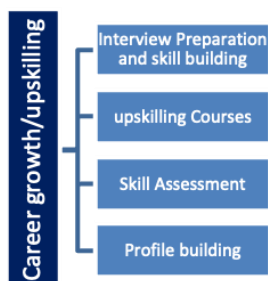 Career growth/upskilling
Interview Preparation
and skill building
upskilling Courses
Skill Assessment
Profile building